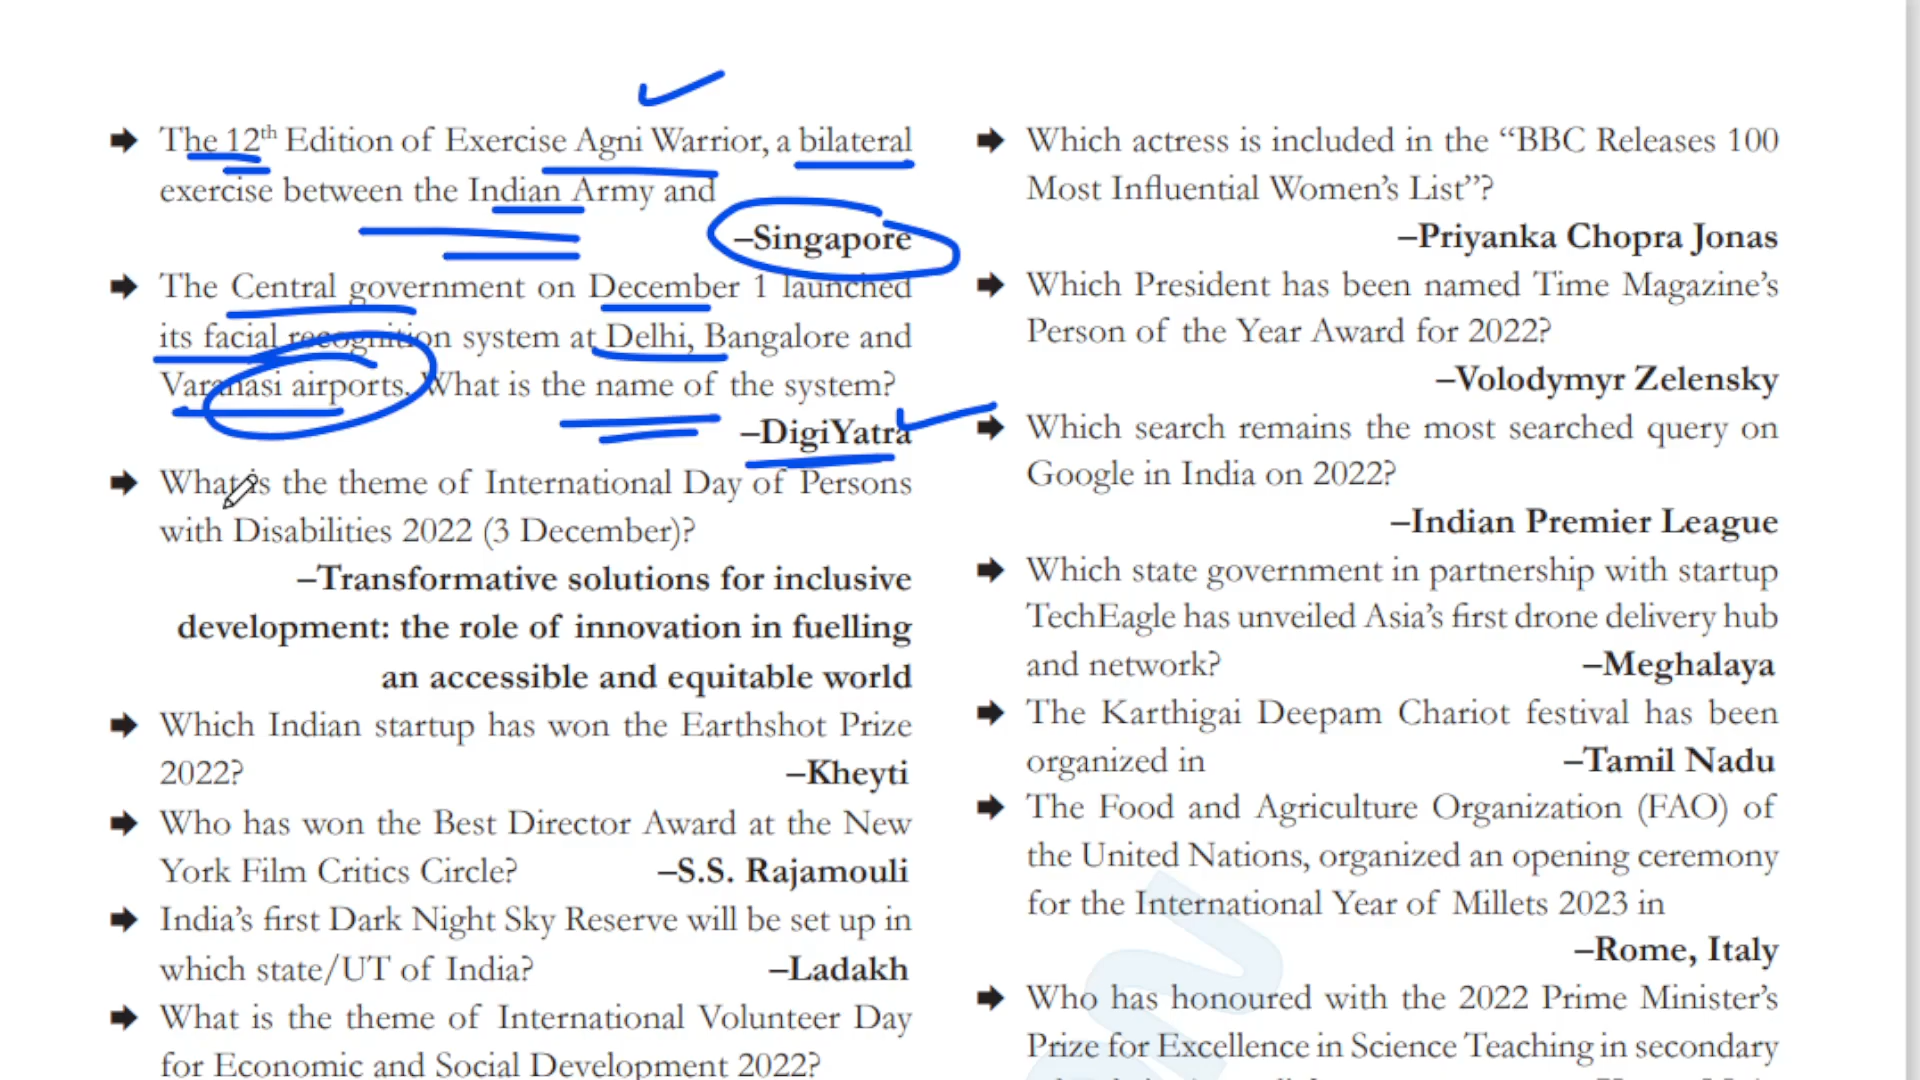 The 12th Edition of Exercise Agni Warrior, a bilateral
exercise between the Indian Army and
–Singapore
The Central government on December 1 launched
its facial recognition system at Delhi, Bangalore and
Varanasi airports. What is the name of the system?
–DigiYatra
What is the theme of International Day of Persons
with Disabilities 2022 (3 December)?
–Transformative solutions for inclusive
development: the role of innovation in fuelling
an accessible and equitable world
Which Indian startup has won the Earthshot Prize
2022? –Kheyti
Who has won the Best Director Award at the New
York Film Critics Circle? –S.S. Rajamouli
India’s first Dark Night Sky Reserve will be set up in
which state/UT of India? –Ladakh
What is the theme of International Volunteer Day
for Economic and Social Development 2022?
Which actress is included in the “BBC Releases 100
Most Influential Women’s List”?
–Priyanka Chopra Jonas
Which President has been named Time Magazine’s
Person of the Year Award for 2022?
–Volodymyr Zelensky
Which search remains the most searched query on
Google in India on 2022?
–Indian Premier League
Which state government in partnership with startup
TechEagle has unveiled Asia’s first drone delivery hub
and network? –Meghalaya
The Karthigai Deepam Chariot festival has been
organized in –Tamil Nadu
The Food and Agriculture Organization (FAO) of
the United Nations, organized an opening ceremony
for the International Year of Millets 2023 in
–Rome, Italy
Who has honoured with the 2022 Prime Minister’s
Prize for Excellence in Science Teaching in secondary